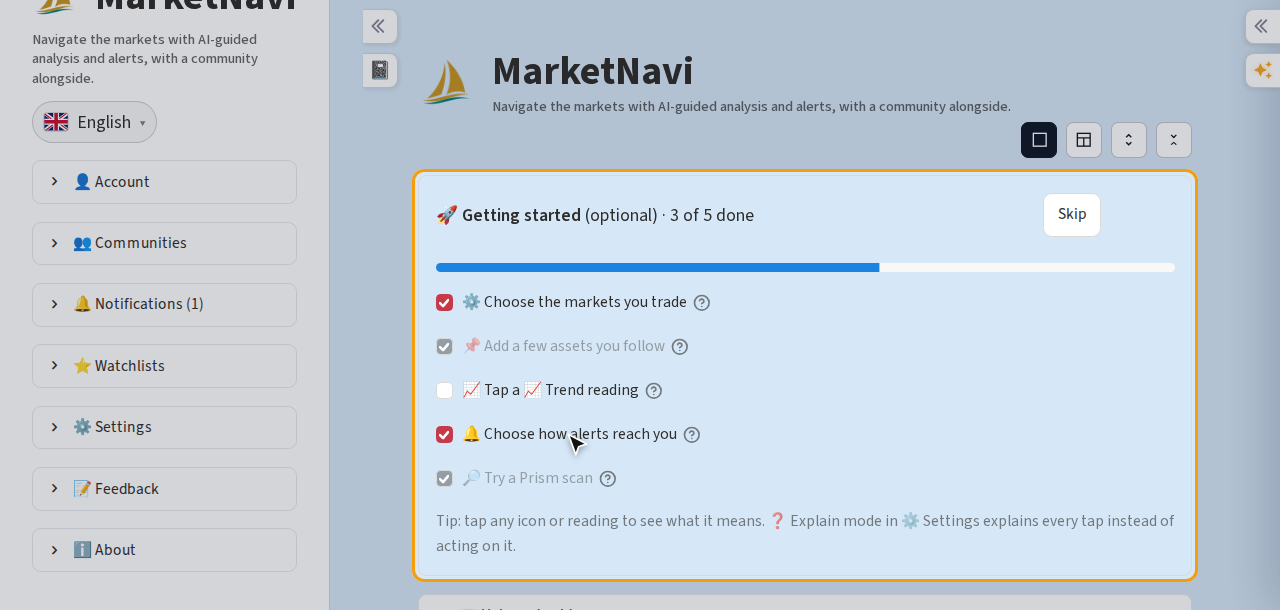 MarketNavi
Navigate the markets with AI-guided
analysis and alerts, with a community
alongside.
English
Account
Communities
Notifications (1)
Watchlists
Settings
Feedback
About
MarketNavi
Navigate the markets with AI-guided analysis and alerts, with a community alongside.
Getting started (optional) · 3 of 5 done
Skip
Choose the markets you trade
Add a few assets you follow
Tap a 📈 Trend reading
Choose how alerts reach you
Try a Prism scan
Tip: tap any icon or reading to see what it means. ❓ Explain mode in ⚙️ Settings explains every tap instead of
acting on it.